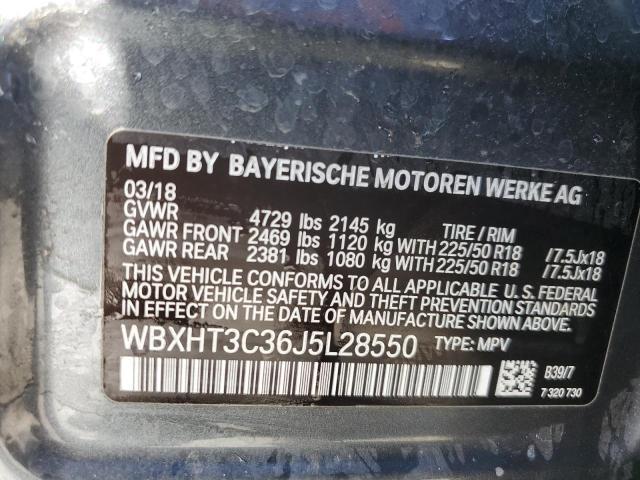 MFD BY BAYERISCHE MOTOREN WERKE AG
03/18
GVWR 4729 lbs 2145 kg TIRE / RIM
GAWR FRONT 2469 lbs 1120 kg WITH 225/50 R18 /7.5Jx18
GAWR REAR 2381 lbs 1080 kg WITH 225/50 R18 /7.5Jx18
THIS VEHICLE CONFORMS TO ALL APPLICABLE U.S. FEDERAL
MOTOR VEHICLE SAFETY AND THEFT PREVENTION STANDARDS
IN EFFECT ON THE DATE OF MANUFACTURE SHOWN ABOVE.
WBXHT3C36J5L28550 TYPE: MPV
B39/7
7 320 730